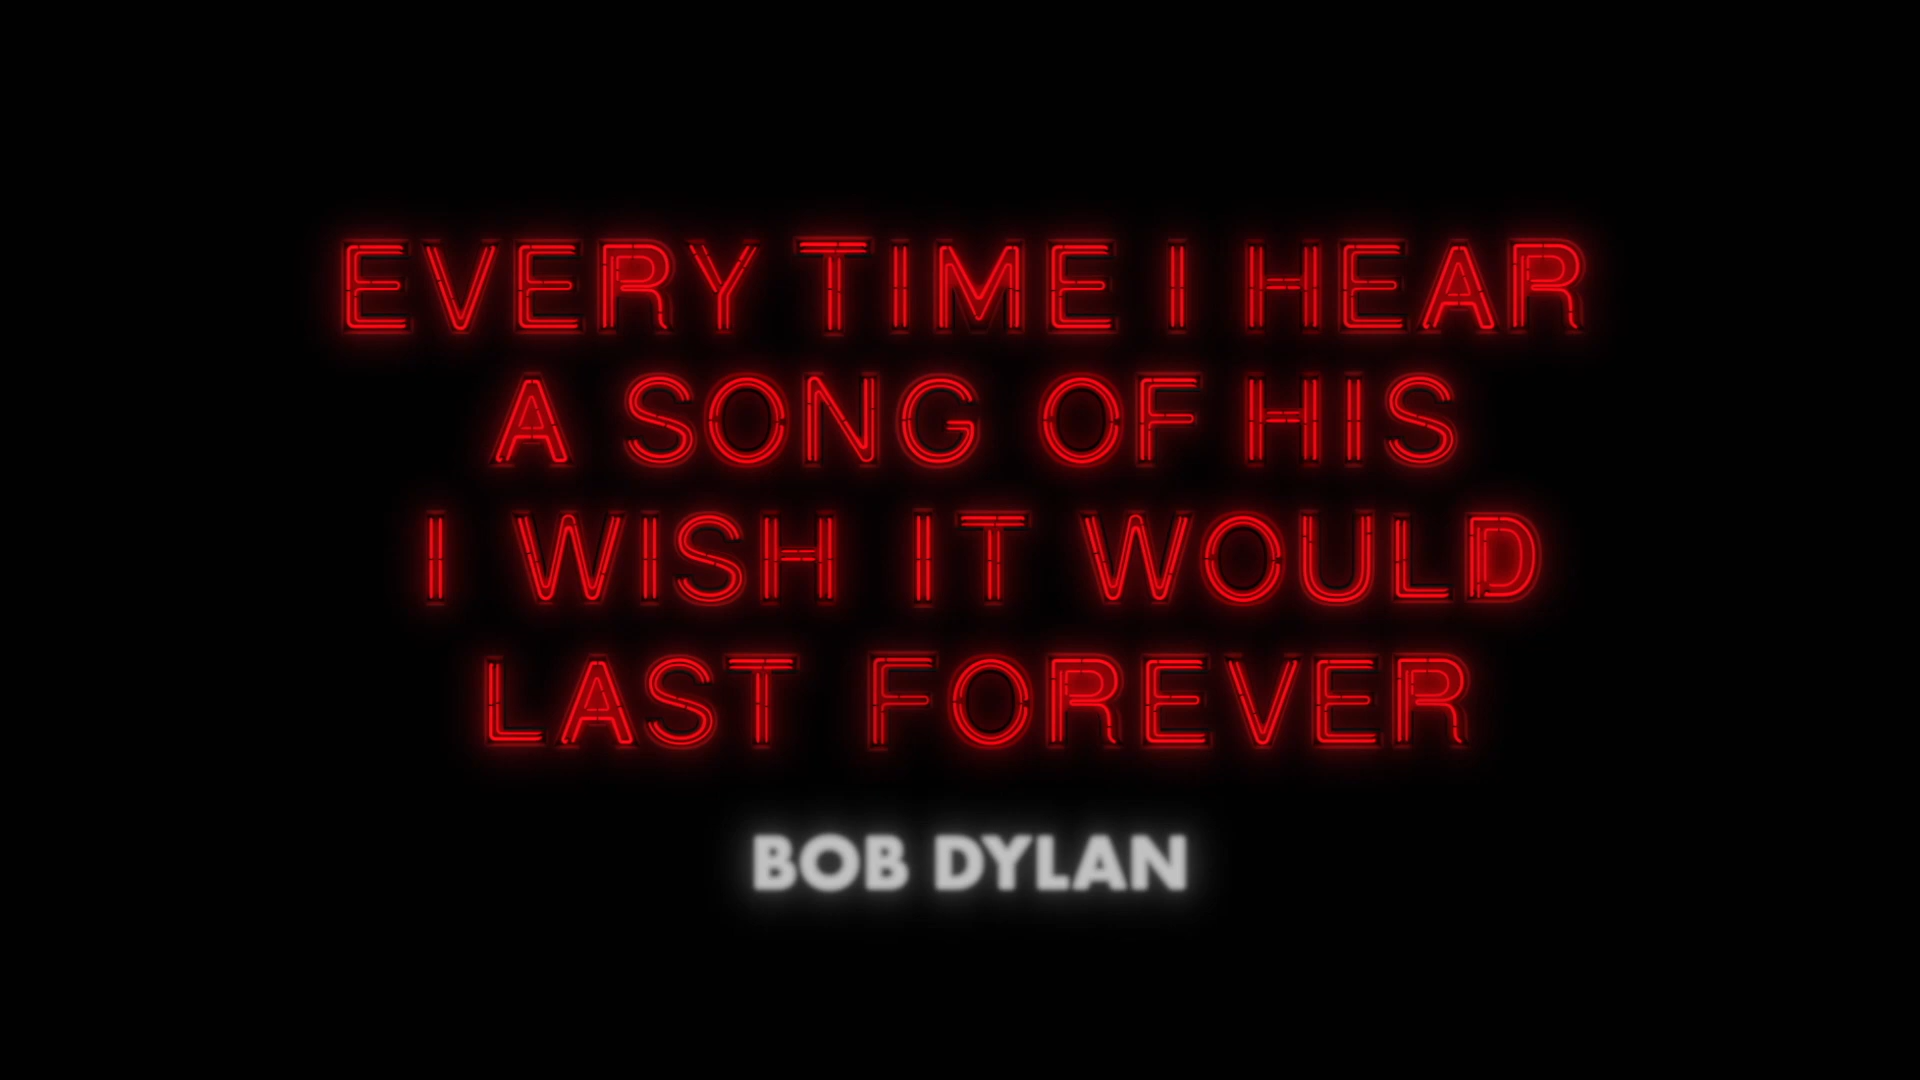 EVERY TIME I HEAR
A SONG OF HIS
I WISH IT WOULD
LAST FOREVER
BOB DYLAN